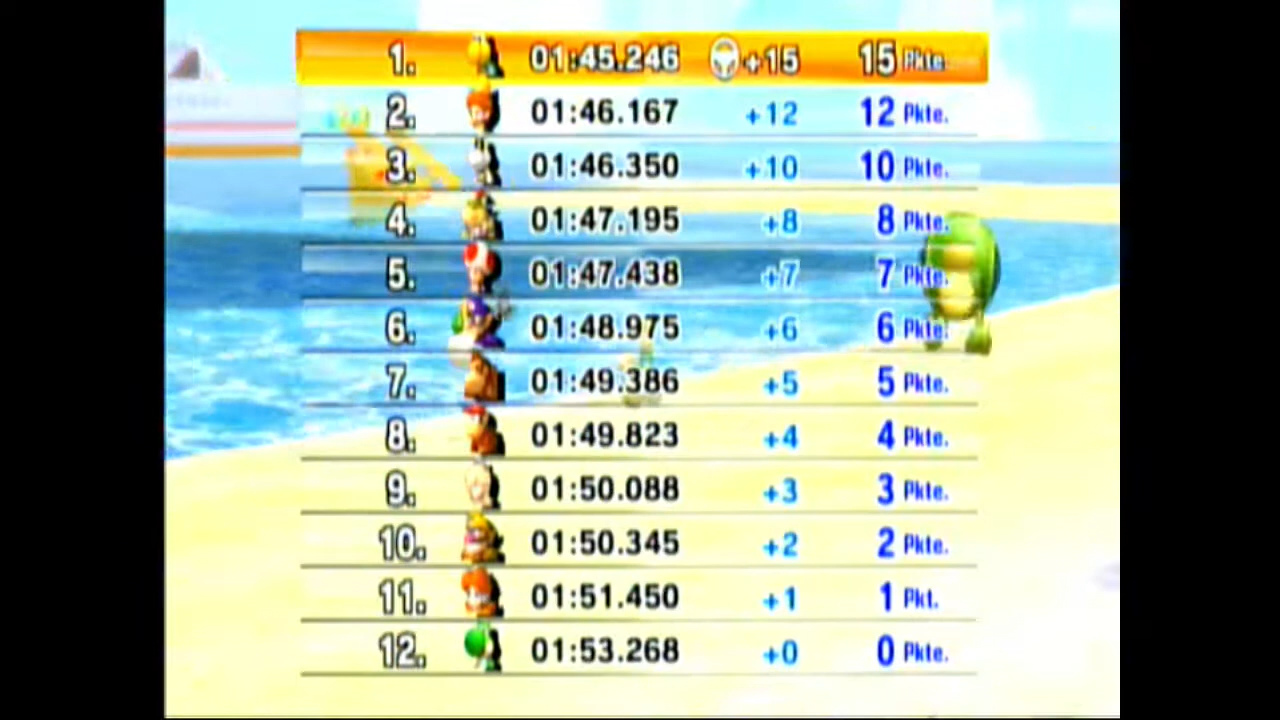 1. 01:45.246 +15 15 Pkte.
2. 01:46.167 +12 12 Pkte.
3. 01:46.350 +10 10 Pkte.
4. 01:47.195 +8 8 Pkte.
5. 01:47.438 +7 7 Pkte.
6. 01:48.975 +6 6 Pkte.
7. 01:49.386 +5 5 Pkte.
8. 01:49.823 +4 4 Pkte.
9. 01:50.088 +3 3 Pkte.
10. 01:50.345 +2 2 Pkte.
11. 01:51.450 +1 1 Pkt.
12. 01:53.268 +0 0 Pkte.